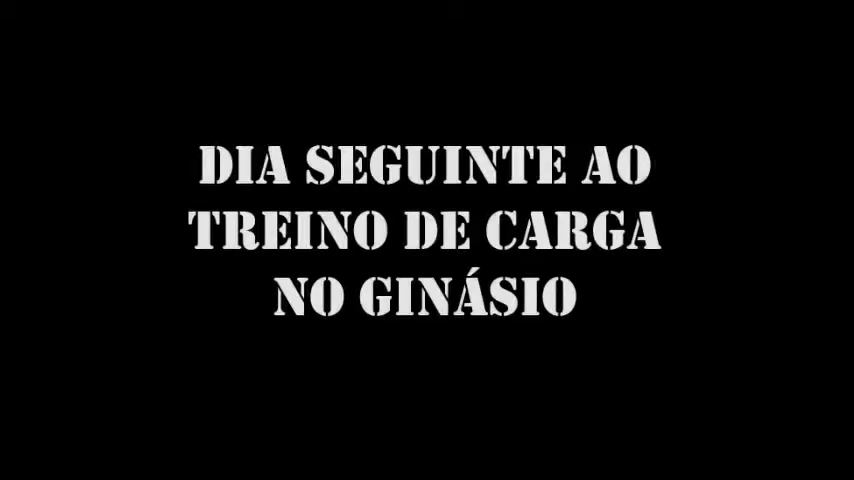 DIA SEGUINTE AO
TREINO DE CARGA
NO GINÁSIO